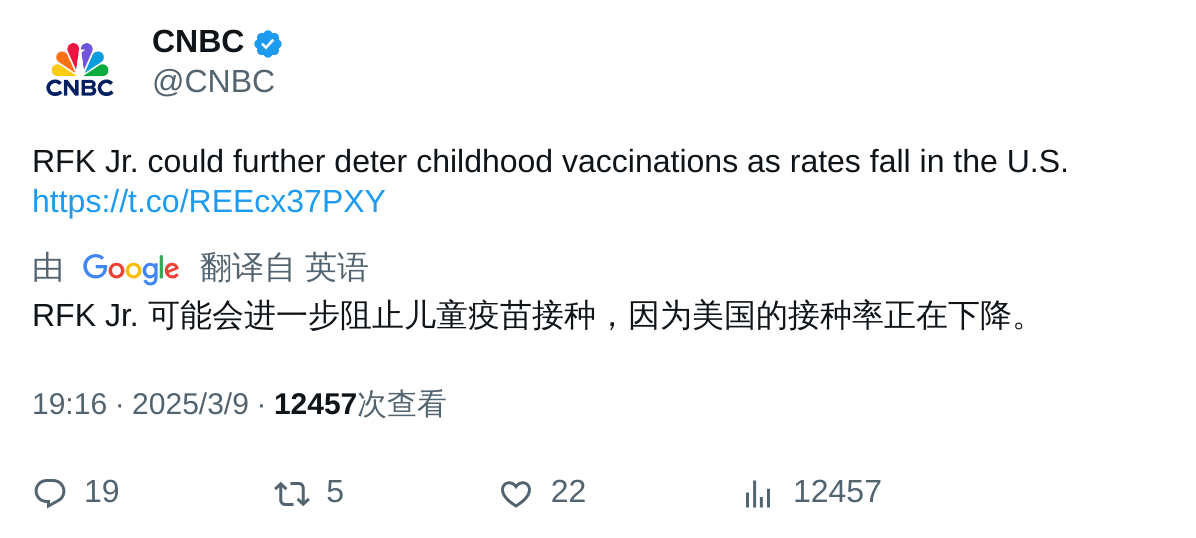 CNBC
CNBC
@CNBC
RFK Jr. could further deter childhood vaccinations as rates fall in the U.S.
https://t.co/REEcx37PXY
由 Google 翻译自 英语
RFK Jr. 可能会进一步阻止儿童疫苗接种，因为美国的接种率正在下降。
19:16 · 2025/3/9 · 12457次查看
19 5 22 12457